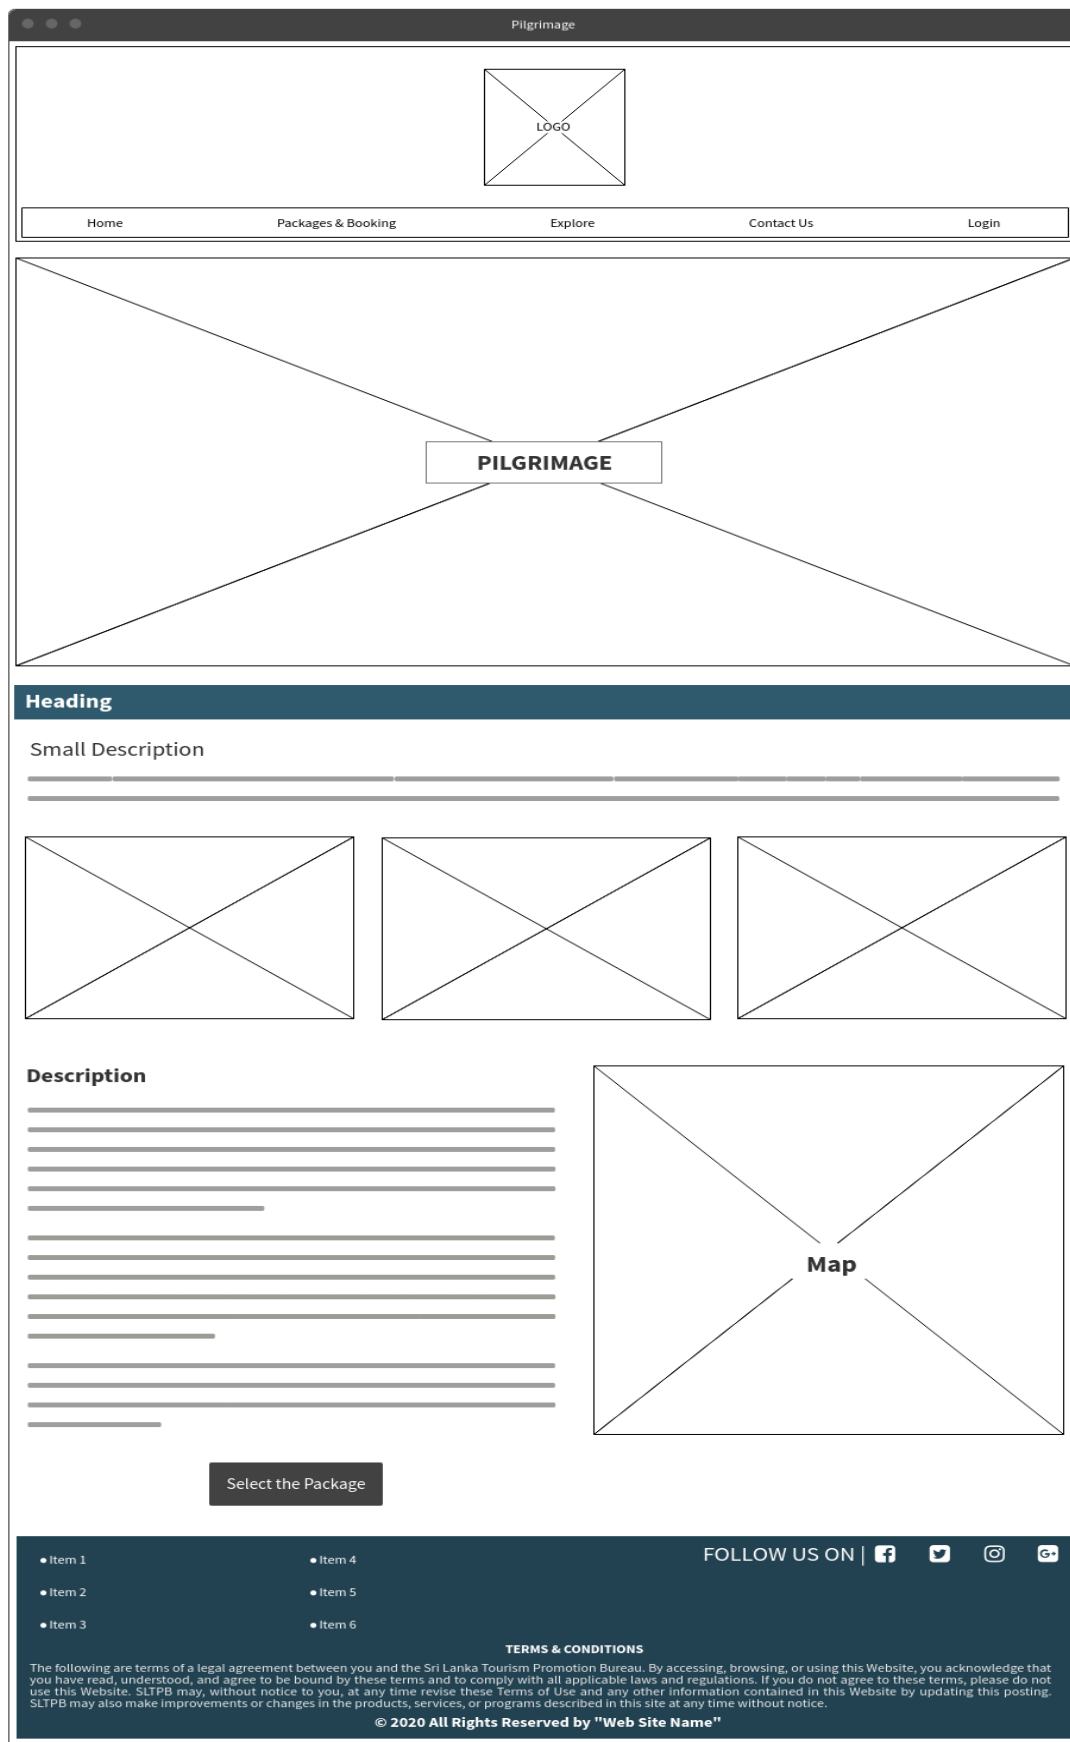 Pilgrimage
LOGO
Home Packages & Booking Explore Contact Us Login
PILGRIMAGE
Heading
Small Description
Description
Map
Select the Package
● Item 1
● Item 2
● Item 3
● Item 4
● Item 5
● Item 6
FOLLOW US ON |
TERMS & CONDITIONS
The following are terms of a legal agreement between you and the Sri Lanka Tourism Promotion Bureau. By accessing, browsing, or using this Website, you acknowledge that
you have read, understood, and agree to be bound by these terms and to comply with all applicable laws and regulations. If you do not agree to these terms, please do not
use this Website. SLTPB may, without notice to you, at any time revise these Terms of Use and any other information contained in this Website by updating this posting.
SLTPB may also make improvements or changes in the products, services, or programs described in this site at any time without notice.
© 2020 All Rights Reserved by "Web Site Name"